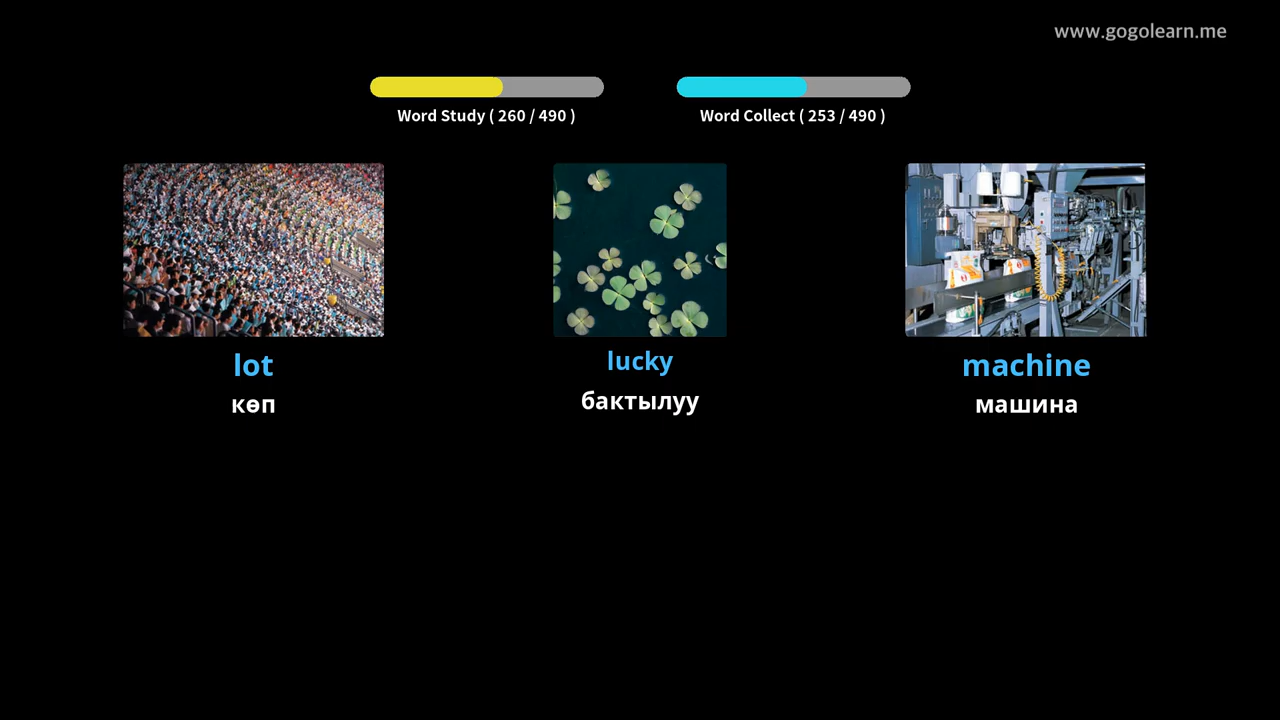 www.gogolearn.me
Word Study ( 260 / 490 )
Word Collect ( 253 / 490 )
lot
көп
lucky
бактылуу
machine
машина